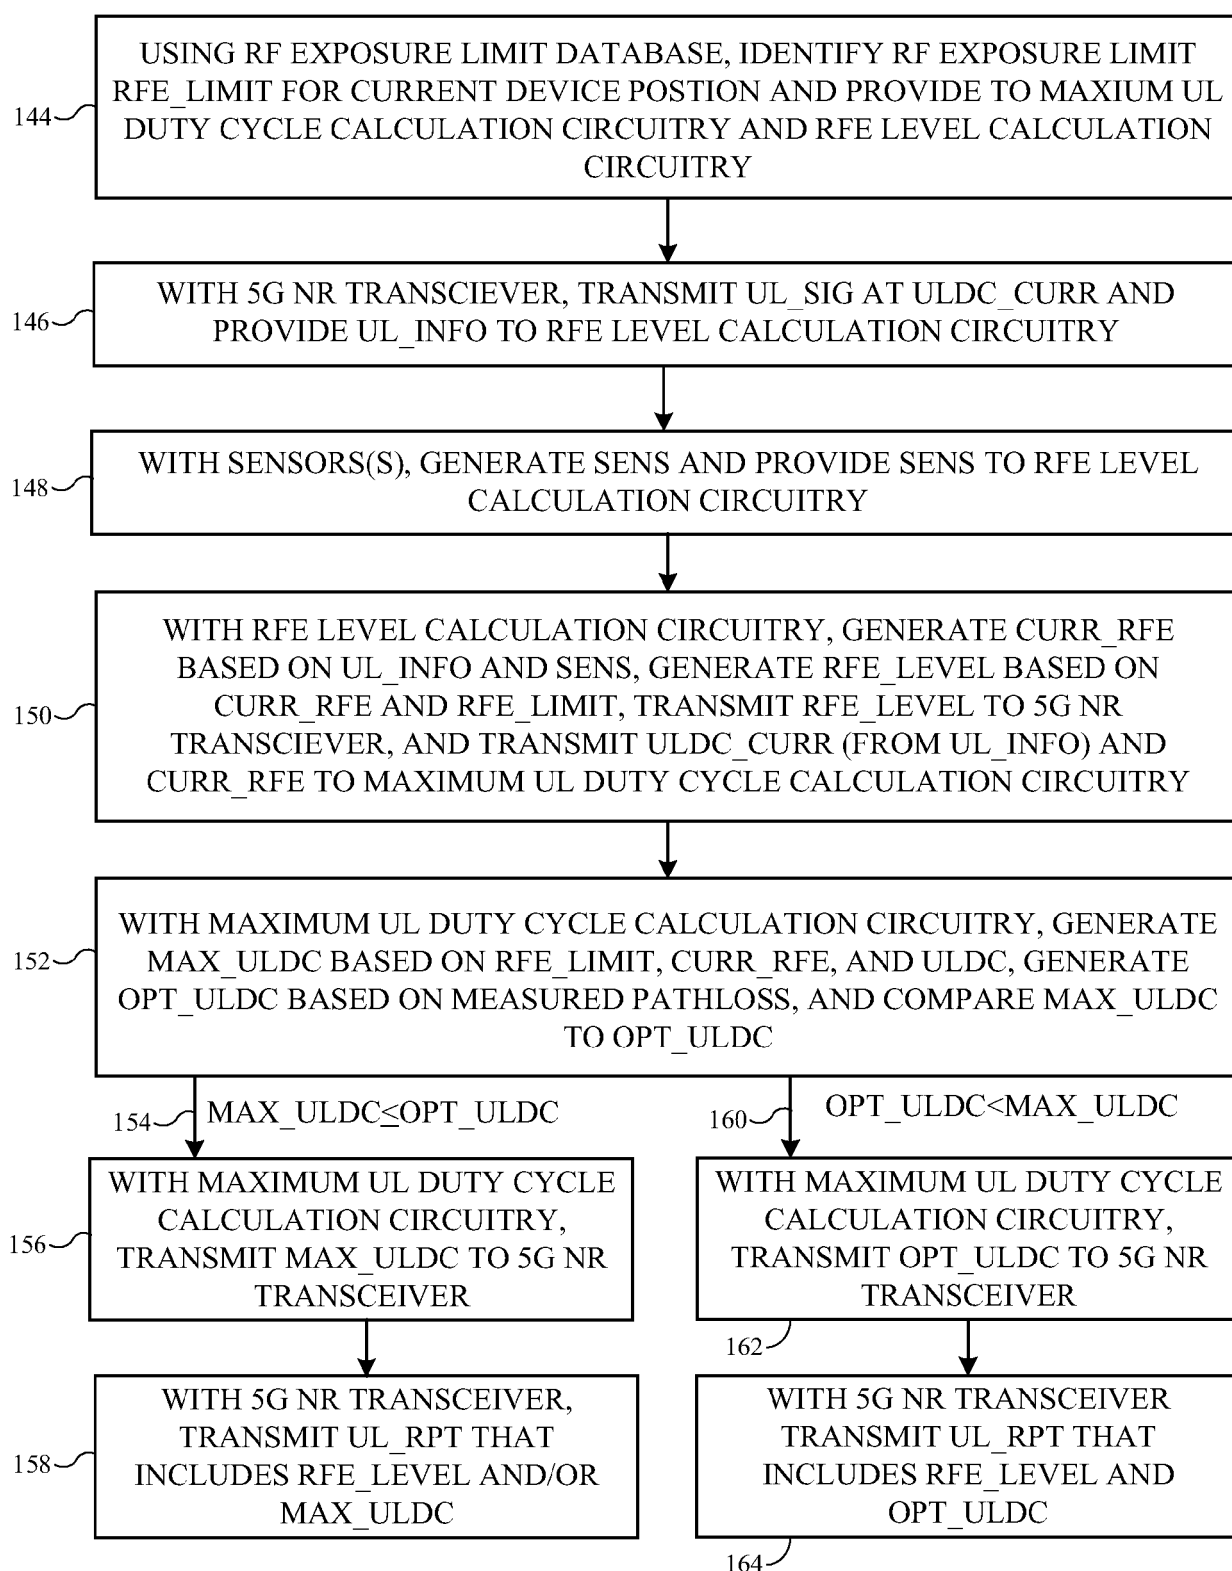 USING RF EXPOSURE LIMIT DATABASE, IDENTIFY RF EXPOSURE LIMIT
RFE_LIMIT FOR CURRENT DEVICE POSTION AND PROVIDE TO MAXIUM UL
DUTY CYCLE CALCULATION CIRCUITRY AND RFE LEVEL CALCULATION
CIRCUITRY
144
WITH 5G NR TRANSCIEVER, TRANSMIT UL_SIG AT ULDC_CURR AND
PROVIDE UL_INFO TO RFE LEVEL CALCULATION CIRCUITRY
146
WITH SENSORS(S), GENERATE SENS AND PROVIDE SENS TO RFE LEVEL
CALCULATION CIRCUITRY
148
WITH RFE LEVEL CALCULATION CIRCUITRY, GENERATE CURR_RFE
BASED ON UL_INFO AND SENS, GENERATE RFE_LEVEL BASED ON
CURR_RFE AND RFE_LIMIT, TRANSMIT RFE_LEVEL TO 5G NR
TRANSCIEVER, AND TRANSMIT ULDC_CURR (FROM UL_INFO) AND
CURR_RFE TO MAXIMUM UL DUTY CYCLE CALCULATION CIRCUITRY
150
WITH MAXIMUM UL DUTY CYCLE CALCULATION CIRCUITRY, GENERATE
MAX_ULDC BASED ON RFE_LIMIT, CURR_RFE, AND ULDC, GENERATE
OPT_ULDC BASED ON MEASURED PATHLOSS, AND COMPARE MAX_ULDC
TO OPT_ULDC
152
154
MAX_ULDC≤OPT_ULDC
160
OPT_ULDC<MAX_ULDC
WITH MAXIMUM UL DUTY CYCLE
CALCULATION CIRCUITRY,
TRANSMIT MAX_ULDC TO 5G NR
TRANSCEIVER
156
WITH MAXIMUM UL DUTY CYCLE
CALCULATION CIRCUITRY,
TRANSMIT OPT_ULDC TO 5G NR
TRANSCEIVER
162
WITH 5G NR TRANSCEIVER,
TRANSMIT UL_RPT THAT
INCLUDES RFE_LEVEL AND/OR
MAX_ULDC
158
WITH 5G NR TRANSCEIVER
TRANSMIT UL_RPT THAT
INCLUDES RFE_LEVEL AND
OPT_ULDC
164